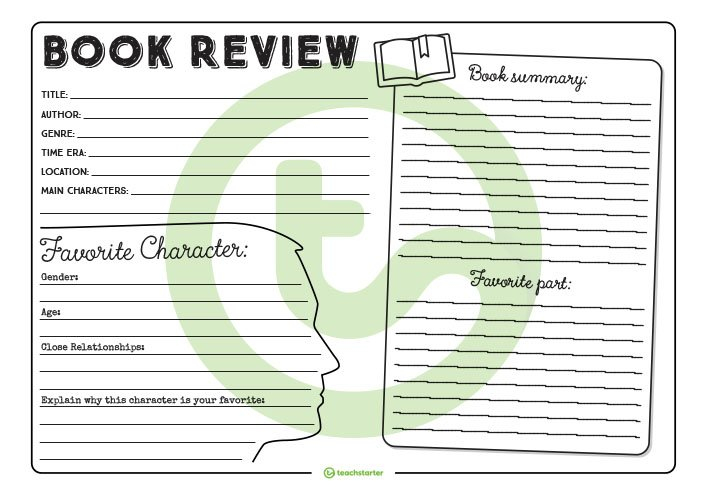 BOOK REVIEW
TITLE:
AUTHOR:
GENRE:
TIME ERA:
LOCATION:
MAIN CHARACTERS:
Favorite Character:
Gender:
Age:
Close Relationships:
Explain why this character is your favorite:
Book summary:
Favorite part:
t
teachstarter